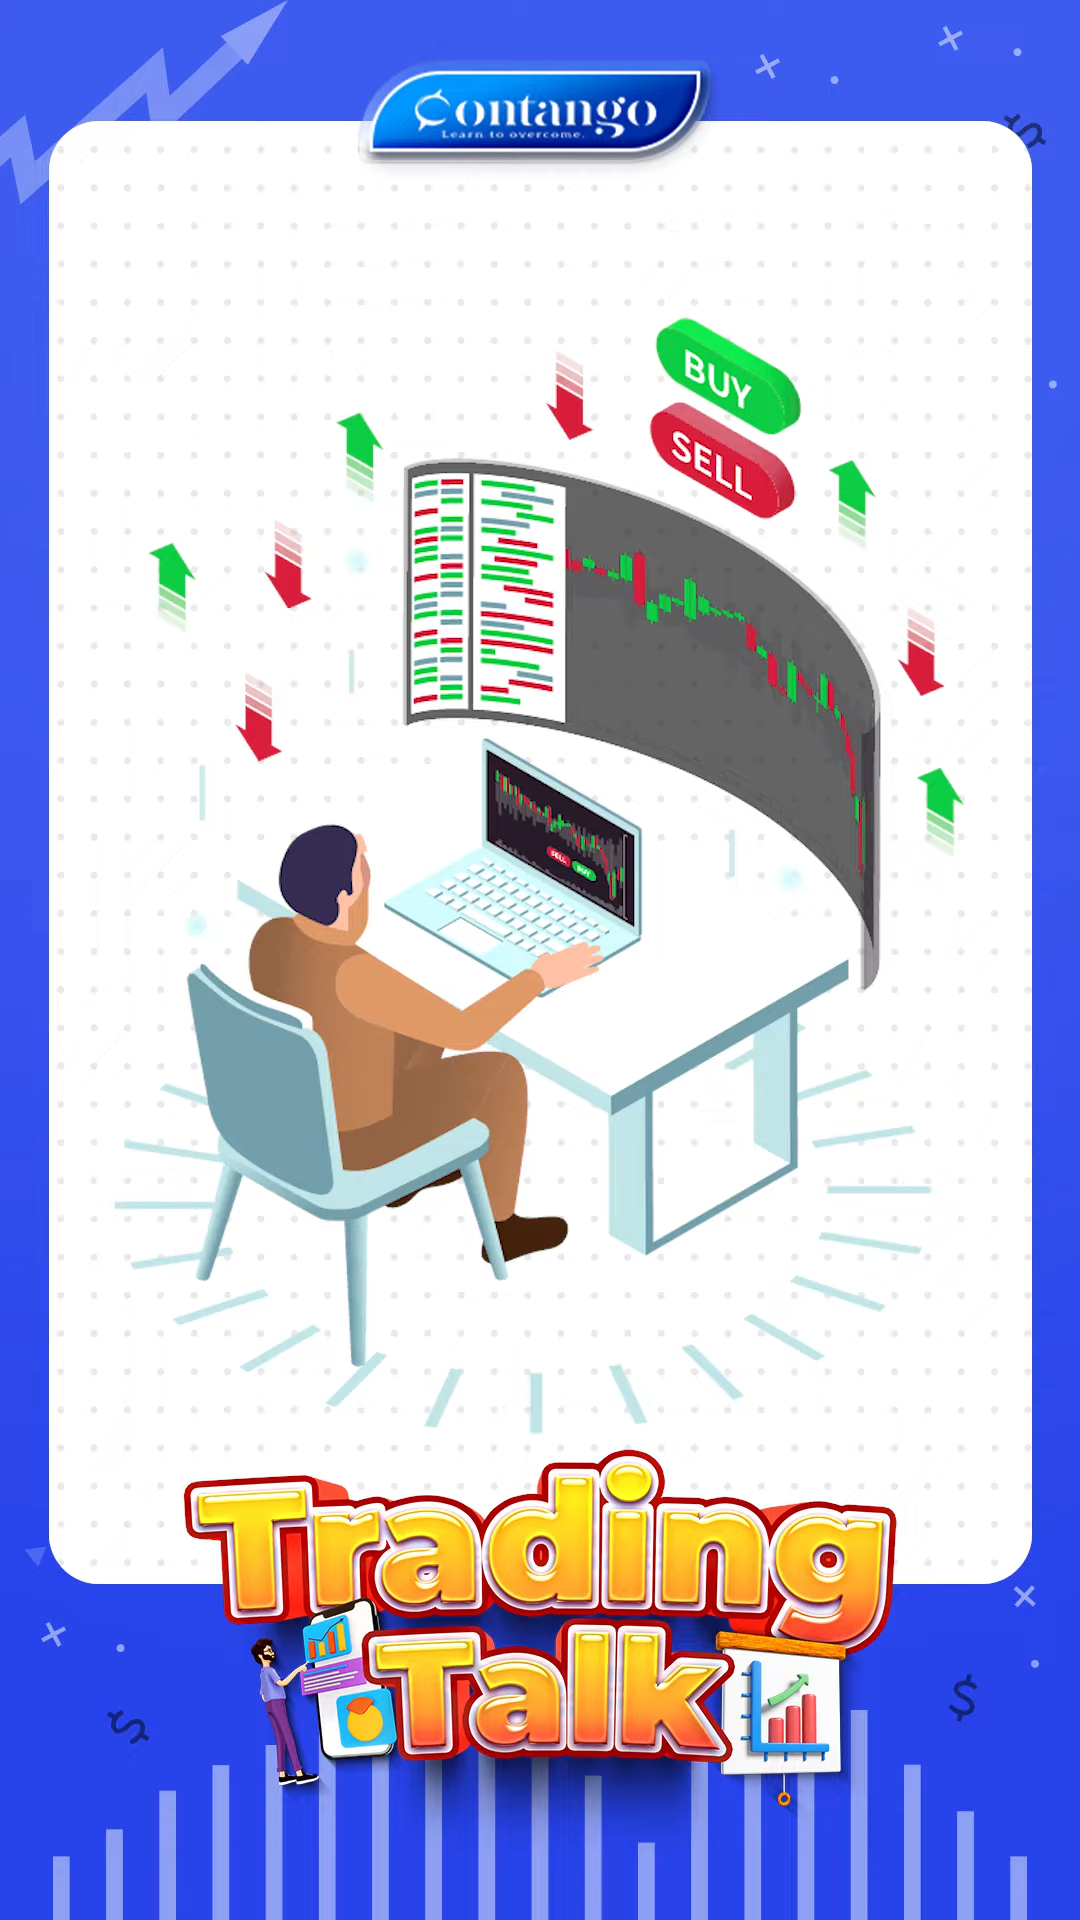 Contango
Learn to overcome.
BUY
SELL
SELL
BUY
Trading
Talk